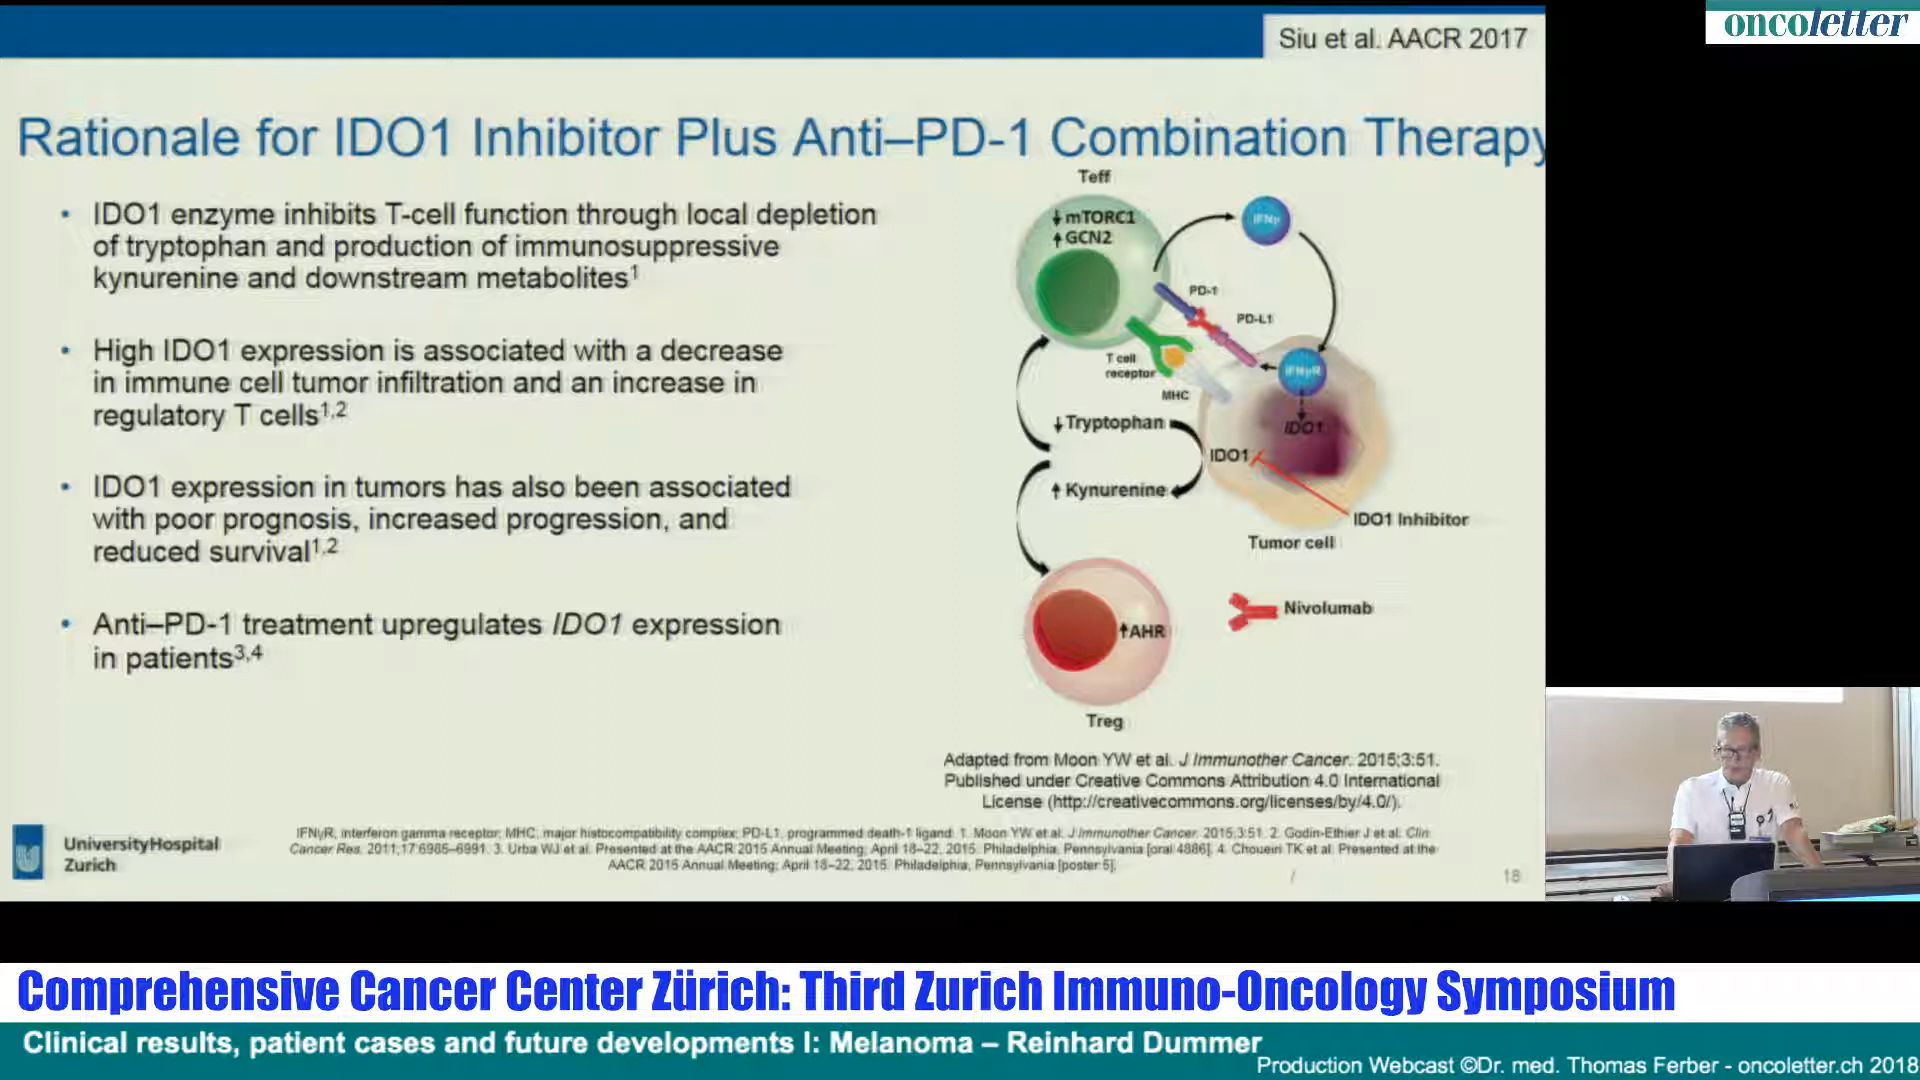 oncoletter
Siu et al. AACR 2017
Rationale for IDO1 Inhibitor Plus Anti–PD-1 Combination Therapy
• IDO1 enzyme inhibits T-cell function through local depletion
of tryptophan and production of immunosuppressive
kynurenine and downstream metabolites1
• High IDO1 expression is associated with a decrease
in immune cell tumor infiltration and an increase in
regulatory T cells1,2
• IDO1 expression in tumors has also been associated
with poor prognosis, increased progression, and
reduced survival1,2
• Anti–PD-1 treatment upregulates IDO1 expression
in patients3,4
Teff
↓mTORC1
↑GCN2
IFNγ
PD-1
PD-L1
T cell
receptor
MHC
IFNγR
IDO1
↓Tryptophan
IDO1
↑Kynurenine
IDO1 Inhibitor
Tumor cell
Nivolumab
↑AHR
Treg
Adapted from Moon YW et al. J Immunother Cancer. 2015;3:51.
Published under Creative Commons Attribution 4.0 International
License (http://creativecommons.org/licenses/by/4.0/).
UniversityHospital
Zurich
IFNγR, interferon gamma receptor; MHC, major histocompatibility complex; PD-L1, programmed death-1 ligand. 1. Moon YW et al. J Immunother Cancer. 2015;3:51. 2. Godin-Ethier J et al. Clin
Cancer Res. 2011;17:6985–6991. 3. Urba WJ et al. Presented at the AACR 2015 Annual Meeting; April 18–22, 2015. Philadelphia, Pennsylvania [oral 4886]. 4. Choueiri TK et al. Presented at the
AACR 2015 Annual Meeting; April 18–22, 2015. Philadelphia, Pennsylvania [poster 5].
/
18
Comprehensive Cancer Center Zürich: Third Zurich Immuno-Oncology Symposium
Clinical results, patient cases and future developments I: Melanoma – Reinhard Dummer
Production Webcast ©Dr. med. Thomas Ferber - oncoletter.ch 2018